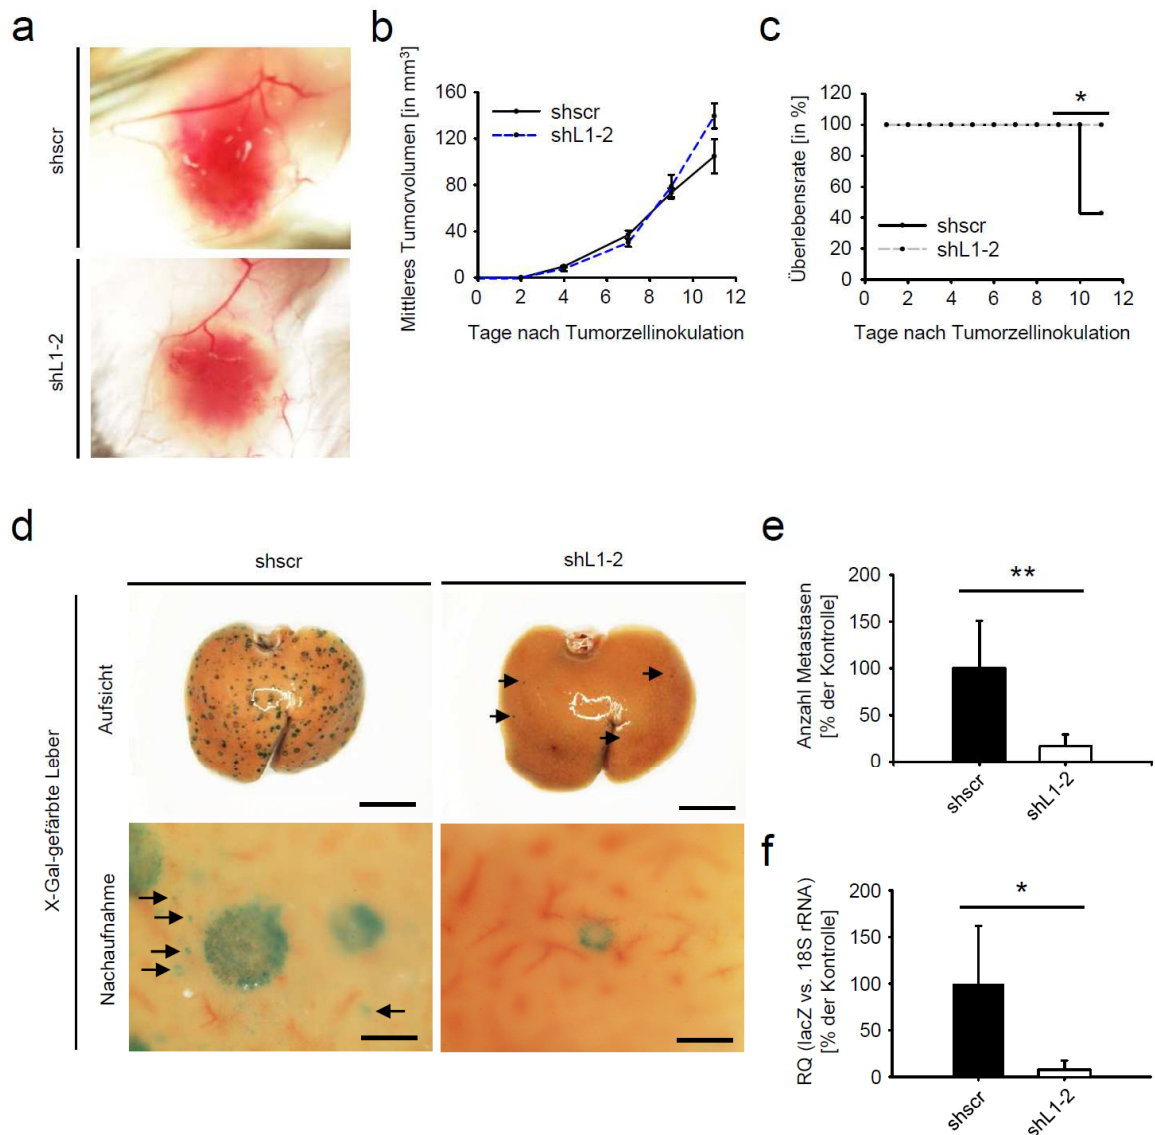 a
shscr
shL1-2
b
Mittleres Tumorvolumen [in mm³]
160
120
80
40
0
shscr
shL1-2
0 2 4 6 8 10 12
Tage nach Tumorzellinokulation
c
Überlebensrate [in %]
*
120
100
80
60
40
20
0
shscr
shL1-2
0 2 4 6 8 10 12
Tage nach Tumorzellinokulation
d
shscr
shL1-2
X-Gal-gefärbte Leber
Aufsicht
Nachaufnahme
e
Anzahl Metastasen
[% der Kontrolle]
200
150
100
50
0
**
shscr
shL1-2
f
RQ (lacZ vs. 18S rRNA)
[% der Kontrolle]
200
150
100
50
0
*
shscr
shL1-2